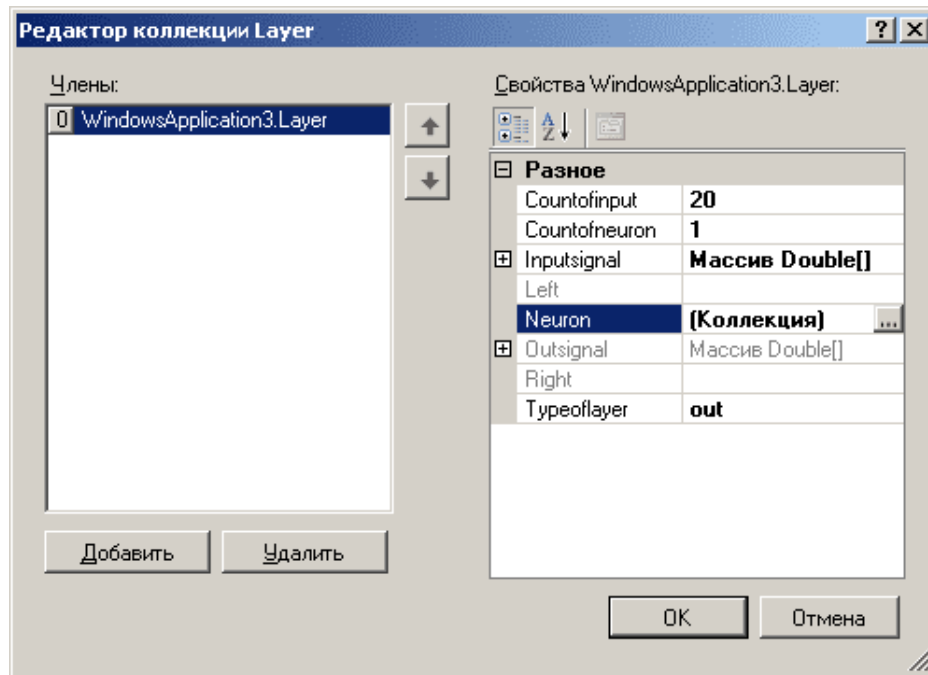 Редактор коллекции Layer
Члены:
0 WindowsApplication3.Layer
Добавить
Удалить
Свойства WindowsApplication3.Layer:
Разное
Countofinput 20
Countofneuron 1
Inputsignal Массив Double[]
Left
Neuron (Коллекция) ...
Outsignal Массив Double[]
Right
Typeoflayer out
OK
Отмена